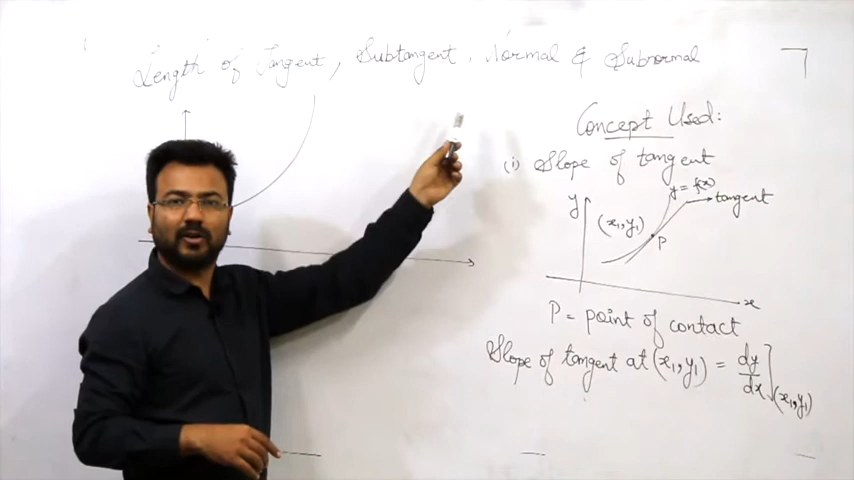 Length of Tangent, Subtangent, Normal & Subnormal
Concept Used:
(i) Slope of tangent
y = f(x)
y
tangent
(x₁, y₁)
P
x
P = point of contact
Slope of tangent at (x₁, y₁) = dy/dx](x₁, y₁)